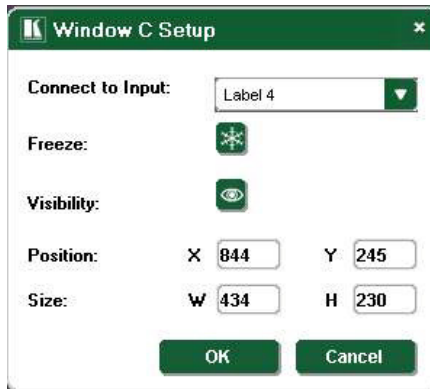 Window C Setup
Connect to Input: Label 4
Freeze:
Visibility:
Position: X 844 Y 245
Size: W 434 H 230
OK Cancel